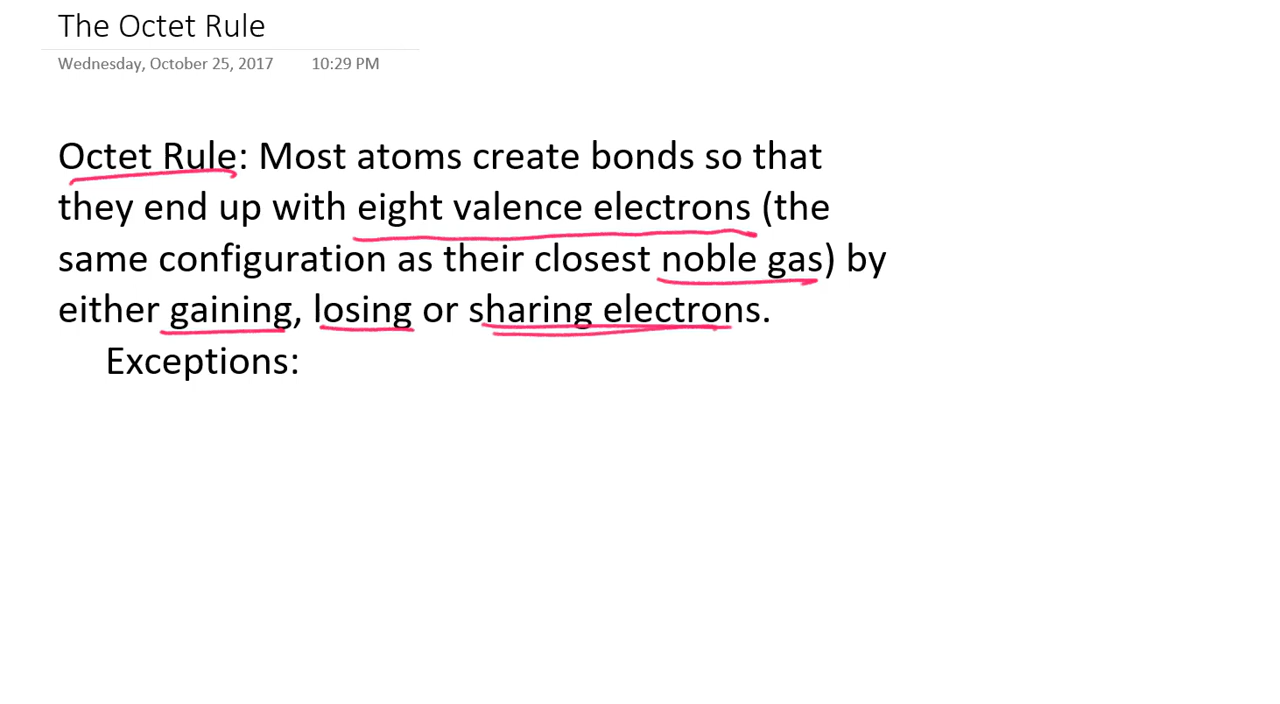 The Octet Rule
Wednesday, October 25, 2017 10:29 PM
Octet Rule: Most atoms create bonds so that
they end up with eight valence electrons (the
same configuration as their closest noble gas) by
either gaining, losing or sharing electrons.
Exceptions: